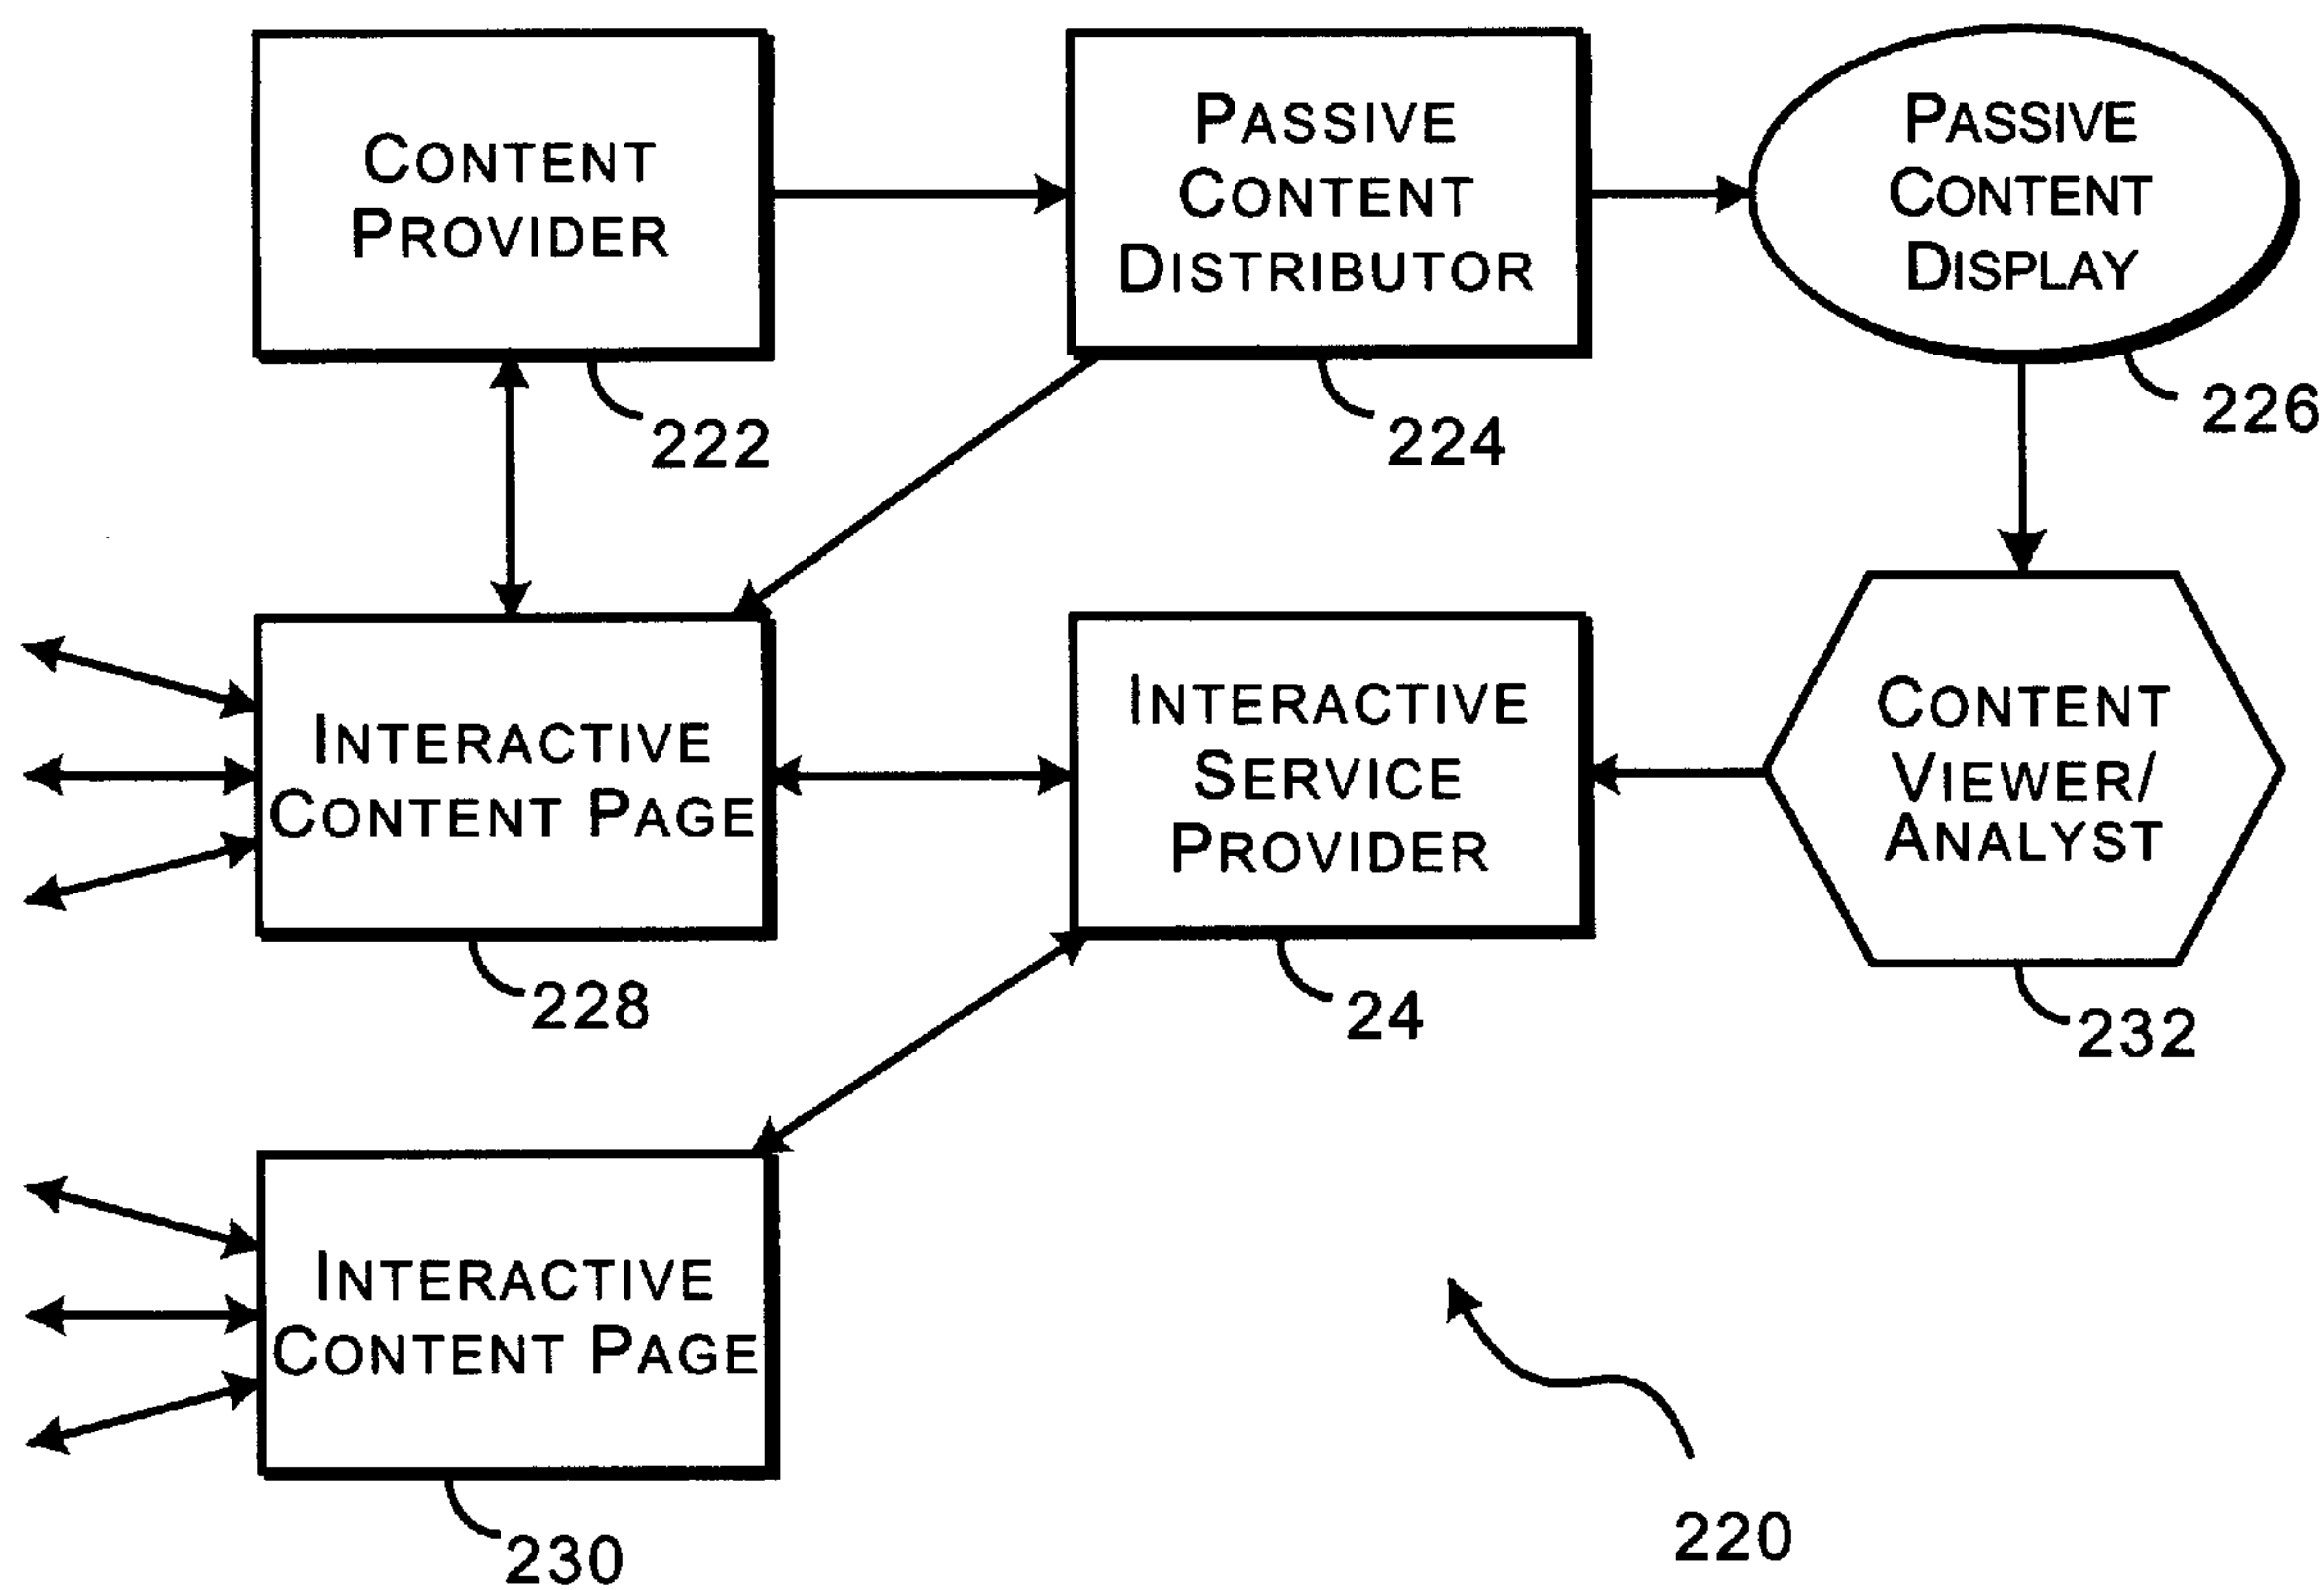 CONTENT
PROVIDER
222
PASSIVE
CONTENT
DISTRIBUTOR
224
PASSIVE
CONTENT
DISPLAY
226
INTERACTIVE
CONTENT PAGE
228
INTERACTIVE
SERVICE
PROVIDER
24
CONTENT
VIEWER/
ANALYST
232
INTERACTIVE
CONTENT PAGE
230
220